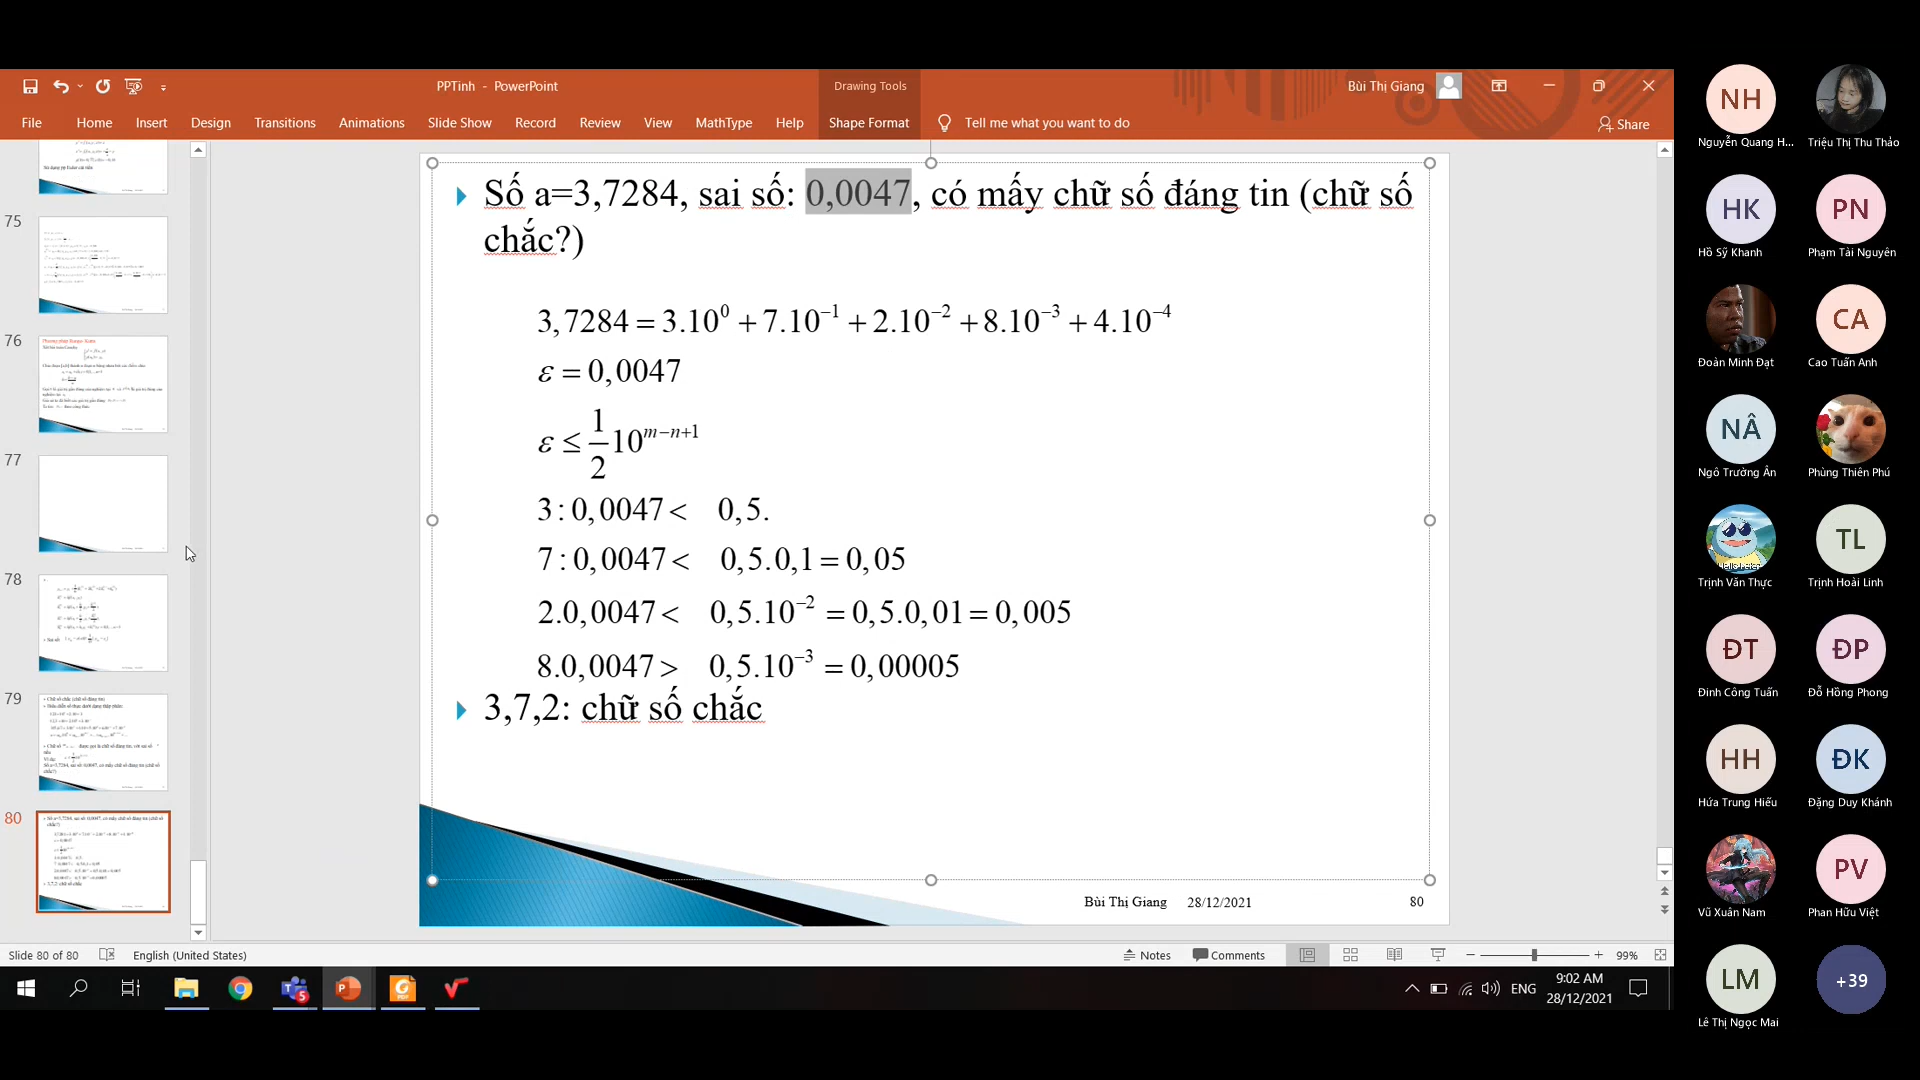 PPTinh - PowerPoint
Drawing Tools
Bùi Thị Giang
File Home Insert Design Transitions Animations Slide Show Record Review View MathType Help Shape Format Tell me what you want to do Share
75
76
77
78
79
80
Số a=3,7284, sai số: 0,0047, có mấy chữ số đáng tin (chữ số
chắc?)
3,7284 = 3.10^0 + 7.10^-1 + 2.10^-2 + 8.10^-3 + 4.10^-4
ε = 0,0047
ε ≤ 1/2 10^m-n+1
3 : 0,0047 < 0,5.
7 : 0,0047 < 0,5.0,1 = 0,05
2.0,0047 < 0,5.10^-2 = 0,5.0,01 = 0,005
8.0,0047 > 0,5.10^-3 = 0,00005
3,7,2: chữ số chắc
Bùi Thị Giang 28/12/2021 80
Slide 80 of 80 English (United States) Notes Comments 99%
ENG
9:02 AM
28/12/2021
NH
Nguyễn Quang H...
Triệu Thị Thu Thảo
HK PN
Hồ Sỹ Khanh
Phạm Tài Nguyên
CA
Đoàn Minh Đạt
Cao Tuấn Anh
NÂ
Ngô Trường Ân
Phùng Thiên Phú
TL
Trịnh Văn Thực
Trịnh Hoài Linh
ĐT ĐP
Đinh Công Tuấn
Đỗ Hồng Phong
HH ĐK
Hứa Trung Hiếu
Đặng Duy Khánh
PV
Vũ Xuân Nam
Phan Hữu Việt
LM +39
Lê Thị Ngọc Mai